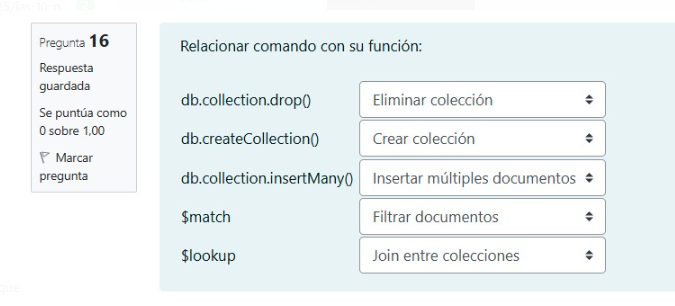 Pregunta 16
Respuesta
guardada
Se puntúa como
0 sobre 1,00
Marcar
pregunta
Relacionar comando con su función:
db.collection.drop() Eliminar colección
db.createCollection() Crear colección
db.collection.insertMany() Insertar múltiples documentos
$match Filtrar documentos
$lookup Join entre colecciones